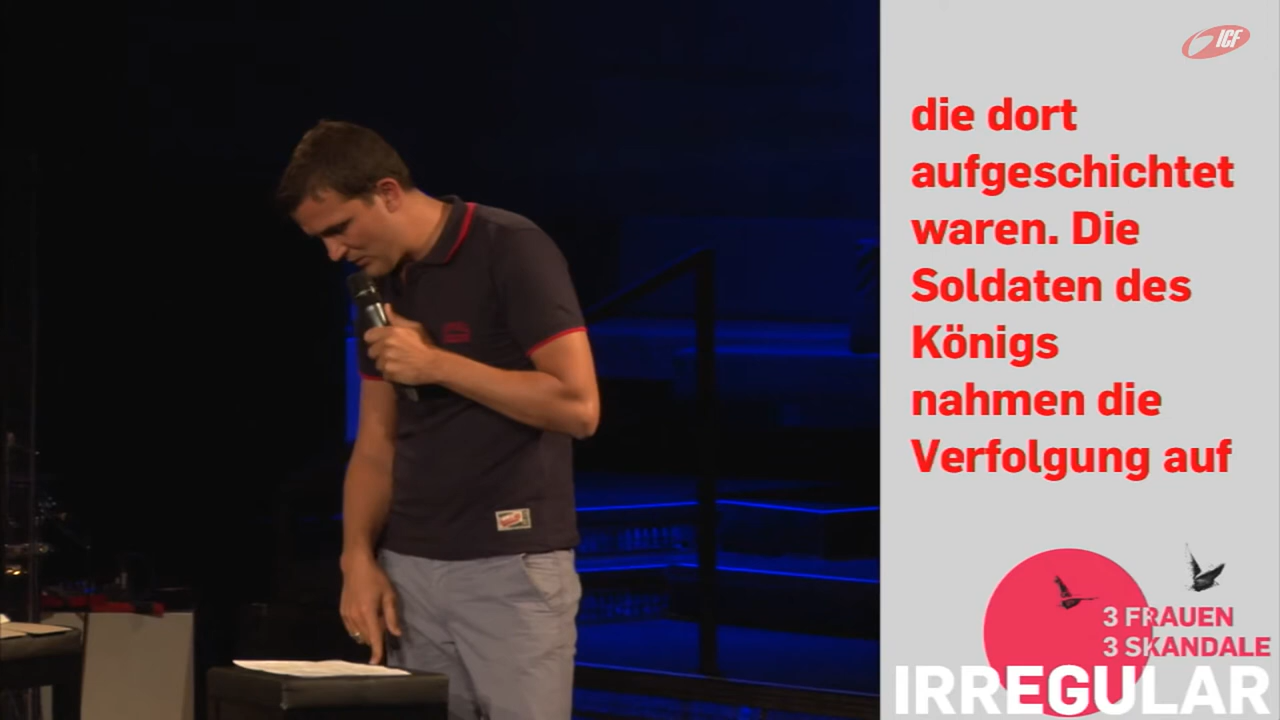 ICF
die dort
aufgeschichtet
waren. Die
Soldaten des
Königs
nahmen die
Verfolgung auf
3 FRAUEN
3 SKANDALE
IRREGULAR